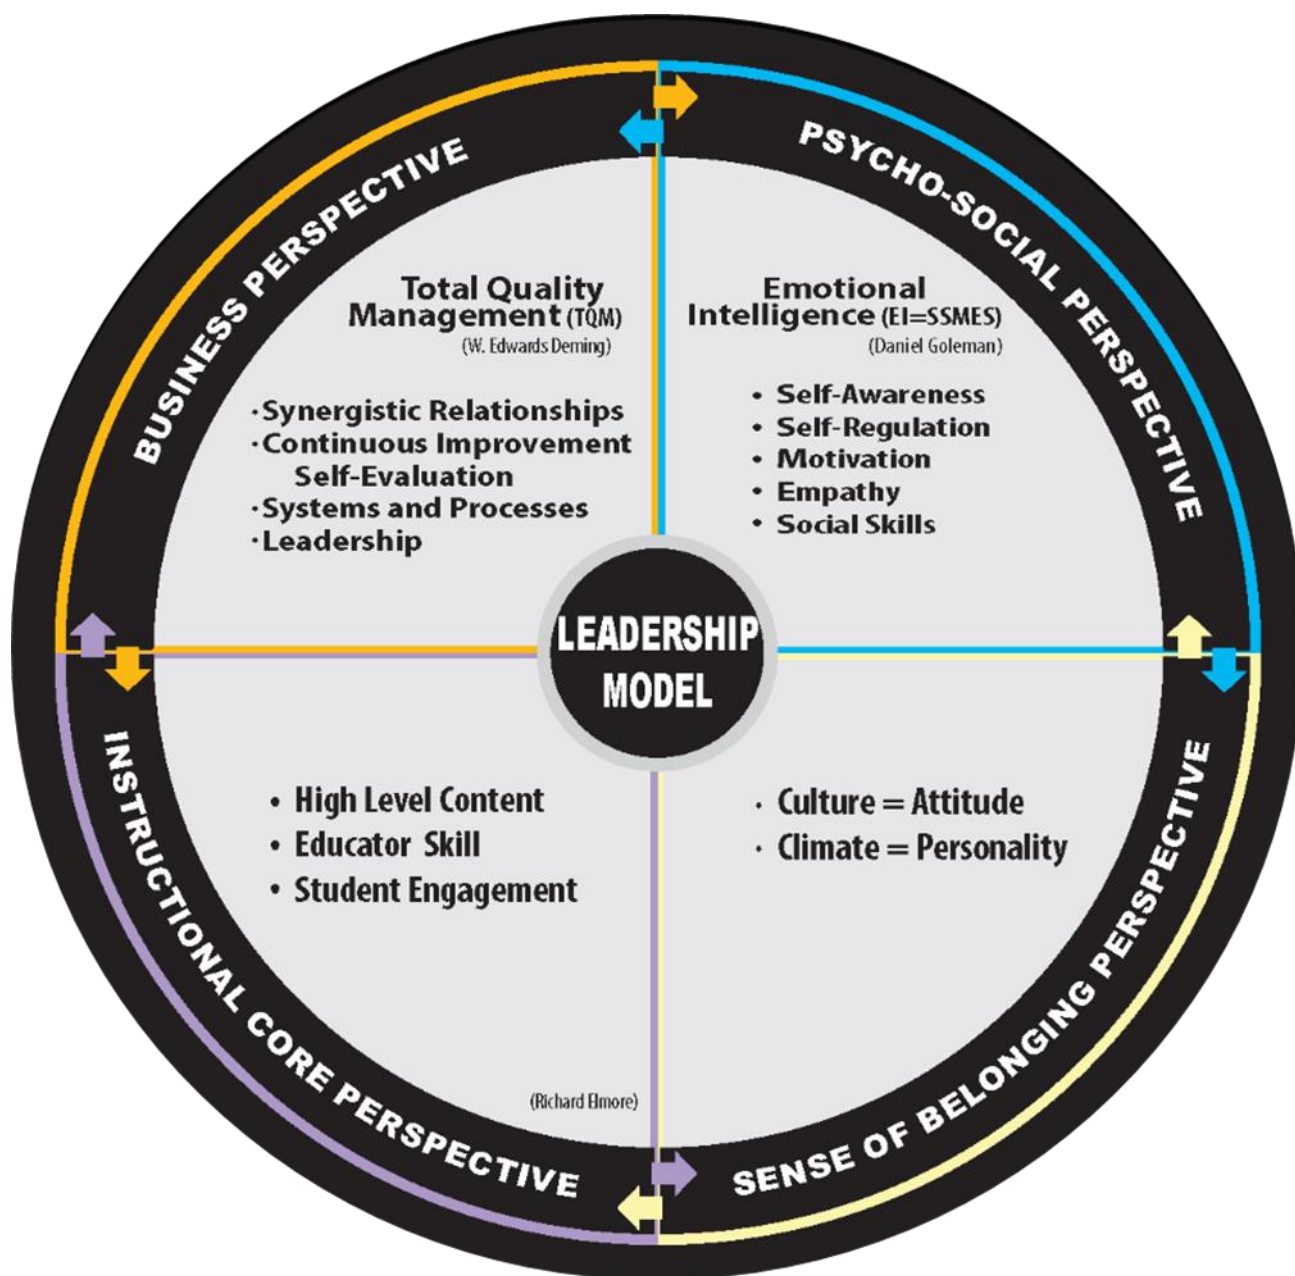 BUSINESS PERSPECTIVE
Total Quality
Management (TQM)
(W. Edwards Deming)
·Synergistic Relationships
·Continuous Improvement
Self-Evaluation
·Systems and Processes
·Leadership
PSYCHO-SOCIAL PERSPECTIVE
Emotional
Intelligence (EI=SSMES)
(Daniel Goleman)
• Self-Awareness
• Self-Regulation
• Motivation
• Empathy
• Social Skills
LEADERSHIP
MODEL
INSTRUCTIONAL CORE PERSPECTIVE
• High Level Content
• Educator Skill
• Student Engagement
(Richard Elmore)
SENSE OF BELONGING PERSPECTIVE
· Culture = Attitude
· Climate = Personality